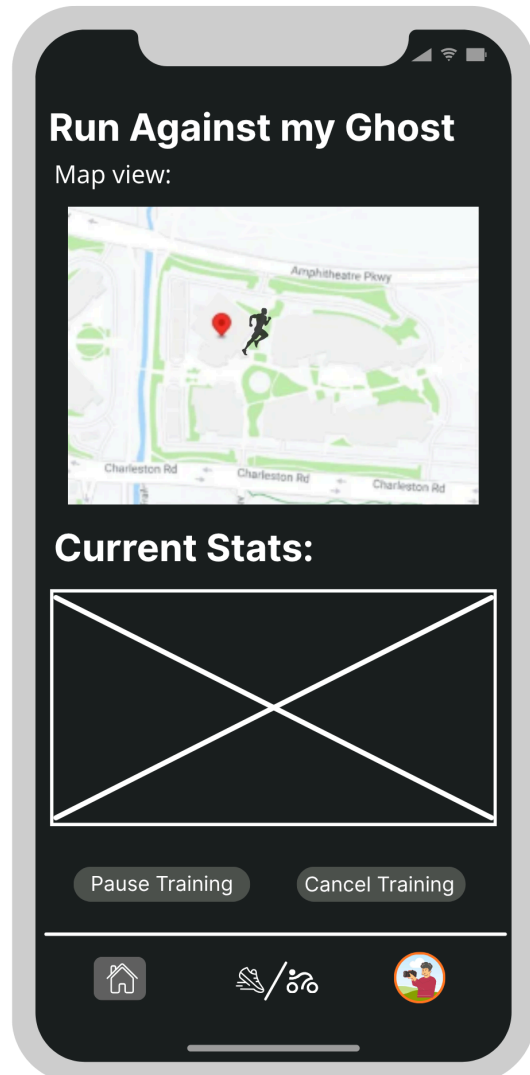 Run Against my Ghost
Map view:
Amphitheatre Pkwy
Charleston Rd
Charleston Rd
Charleston Rd
Current Stats:
Pause Training
Cancel Training